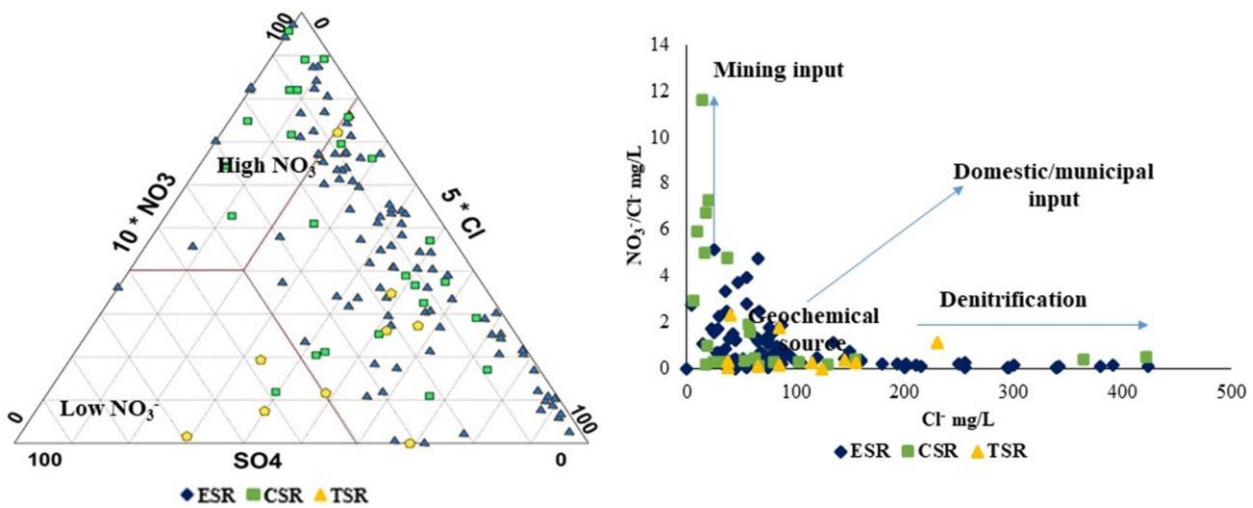 100
0
High NO3-
10 * NO3
5 * Cl
Low NO3-
0
100
100
SO4
0
ESR CSR TSR
14
12
10
8
6
4
2
0
NO3-/Cl- mg/L
Mining input
Domestic/municipal
input
Denitrification
Geochemical
source
0 100 200 300 400 500
Cl- mg/L
ESR CSR TSR